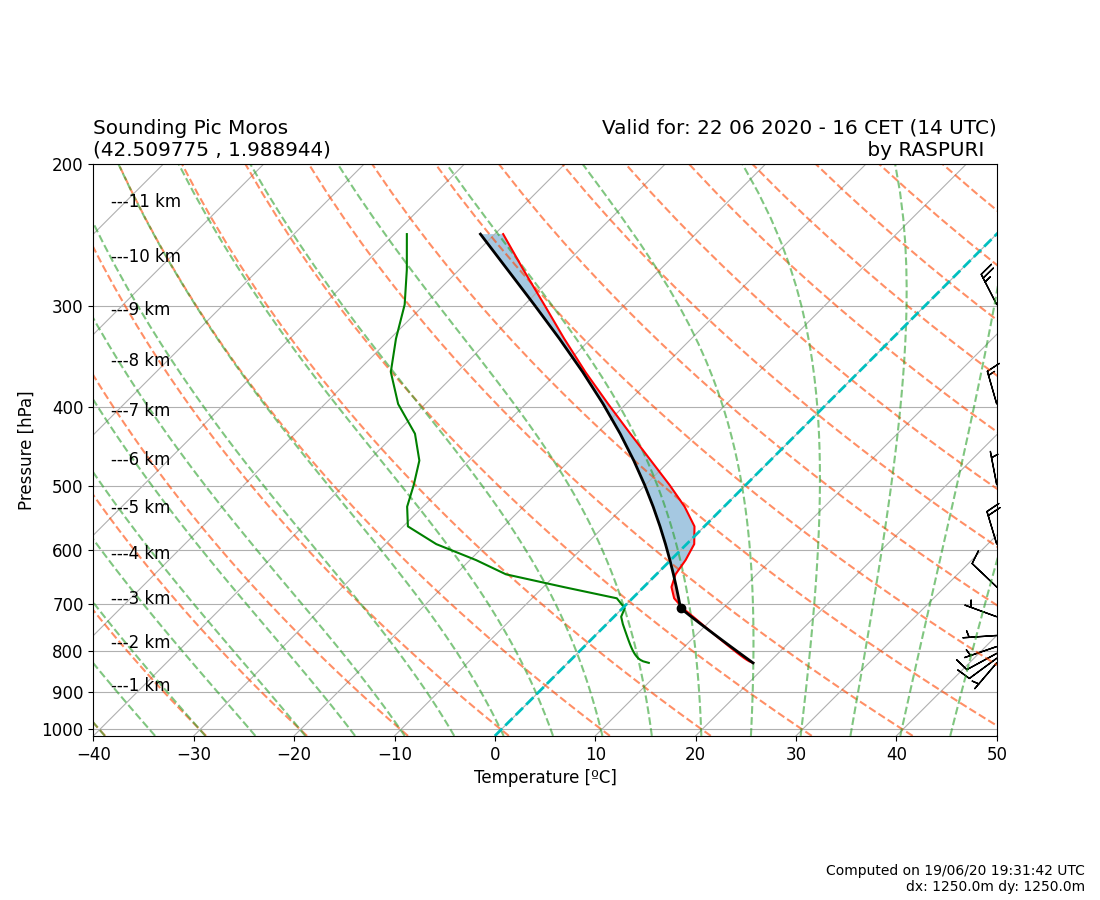 Sounding Pic Moros
(42.509775 , 1.988944)
Valid for: 22 06 2020 - 16 CET (14 UTC)
by RASPURI
200
---11 km
---10 km
300
---9 km
---8 km
400
---7 km
---6 km
500
---5 km
600
---4 km
700
---3 km
800
---2 km
900
---1 km
1000
Pressure [hPa]
−40 −30 −20 −10 0 10 20 30 40 50
Temperature [ºC]
Computed on 19/06/20 19:31:42 UTC
dx: 1250.0m dy: 1250.0m